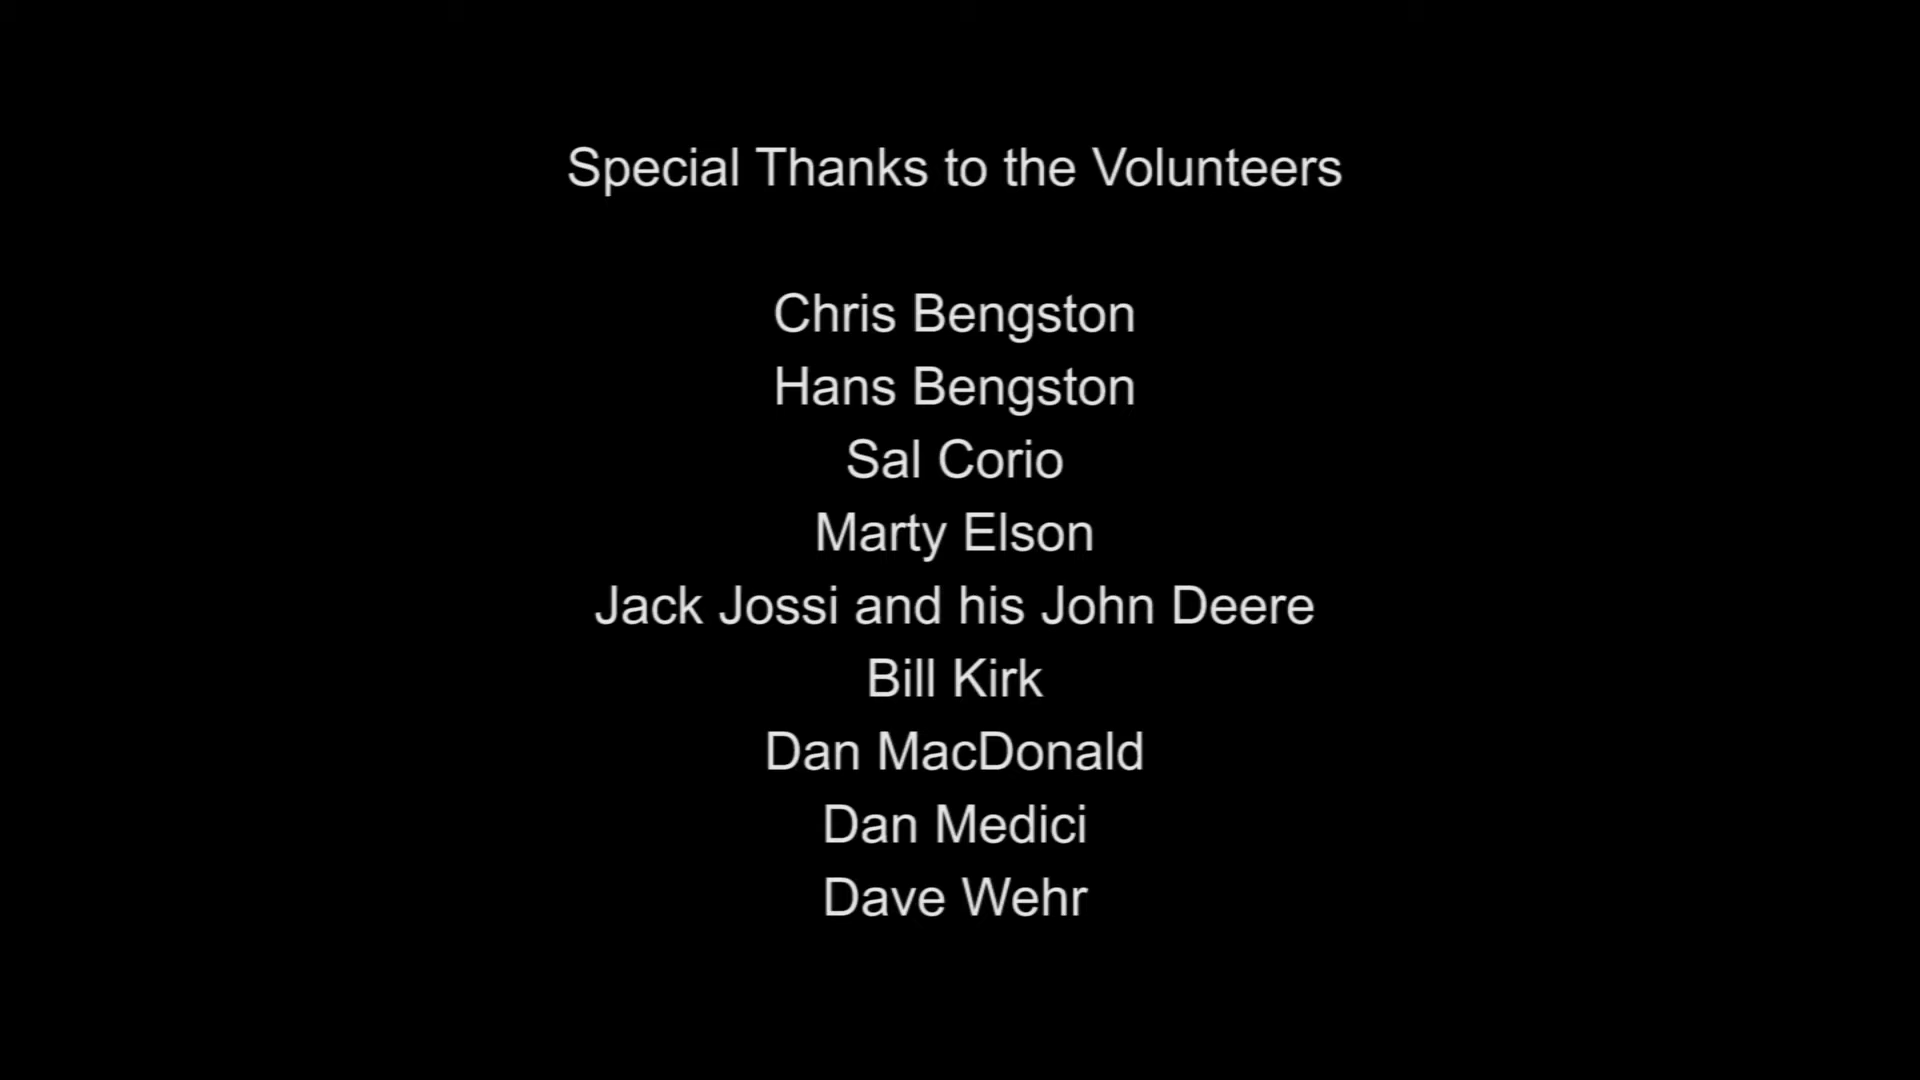 Special Thanks to the Volunteers
Chris Bengston
Hans Bengston
Sal Corio
Marty Elson
Jack Jossi and his John Deere
Bill Kirk
Dan MacDonald
Dan Medici
Dave Wehr